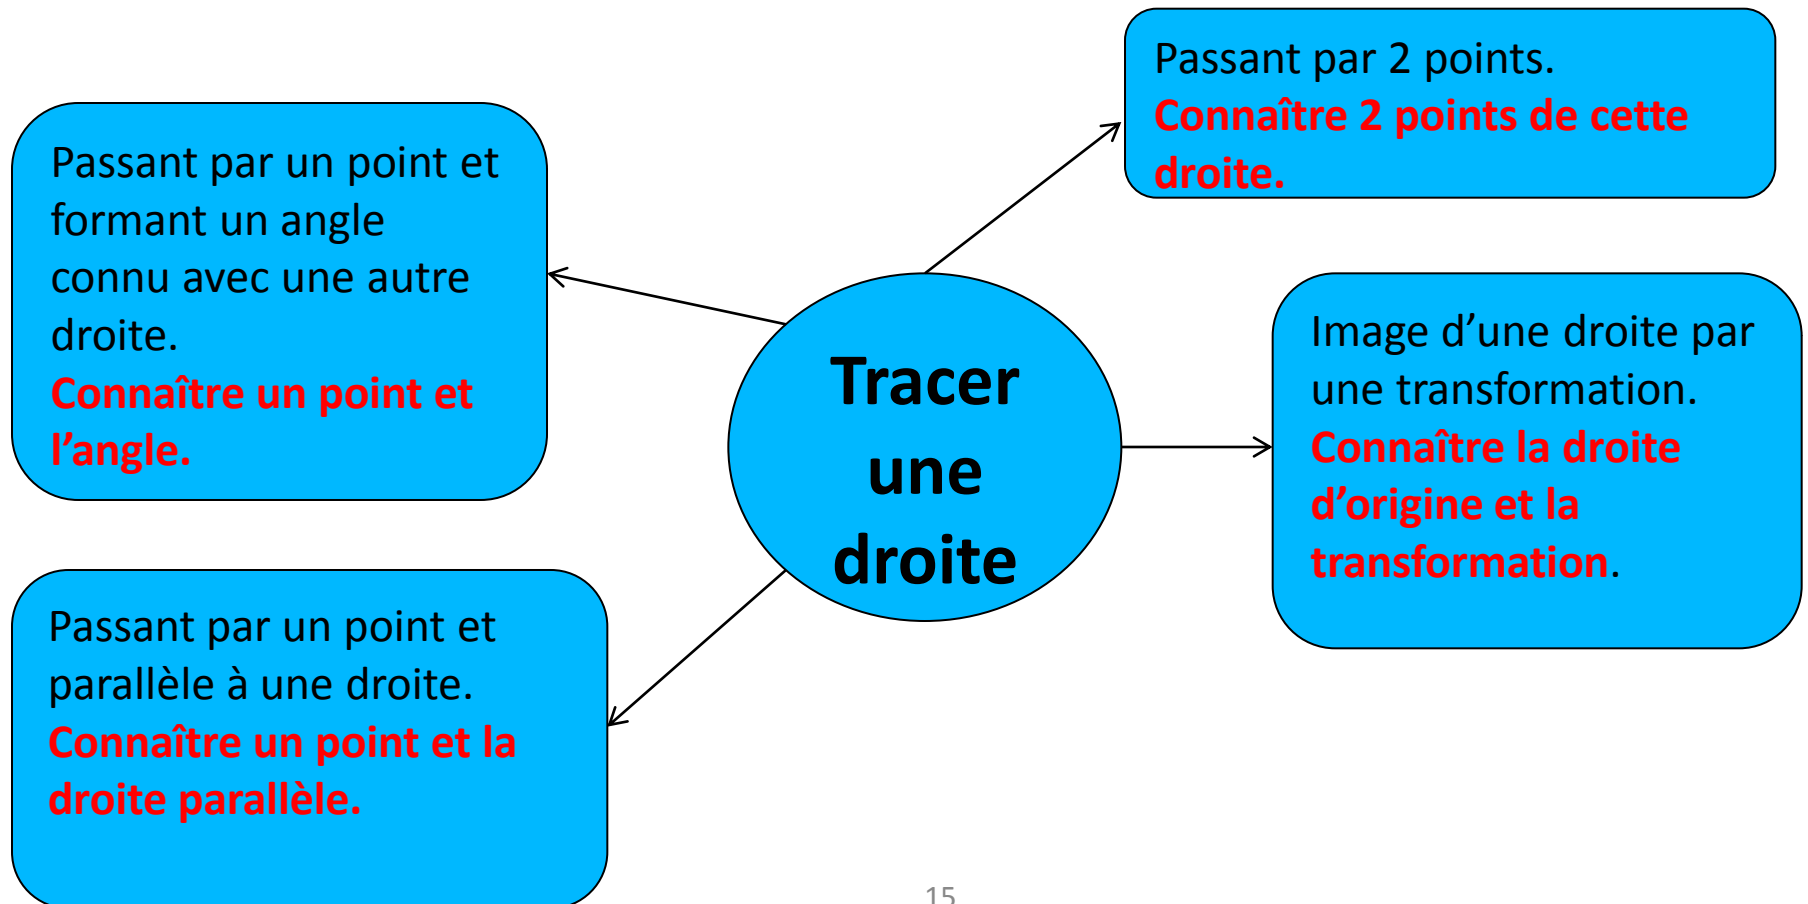 Passant par 2 points.
Connaître 2 points de cette
droite.
Passant par un point et
formant un angle
connu avec une autre
droite.
Connaître un point et
l’angle.
Tracer
une
droite
Image d’une droite par
une transformation.
Connaître la droite
d’origine et la
transformation.
Passant par un point et
parallèle à une droite.
Connaître un point et la
droite parallèle.
15